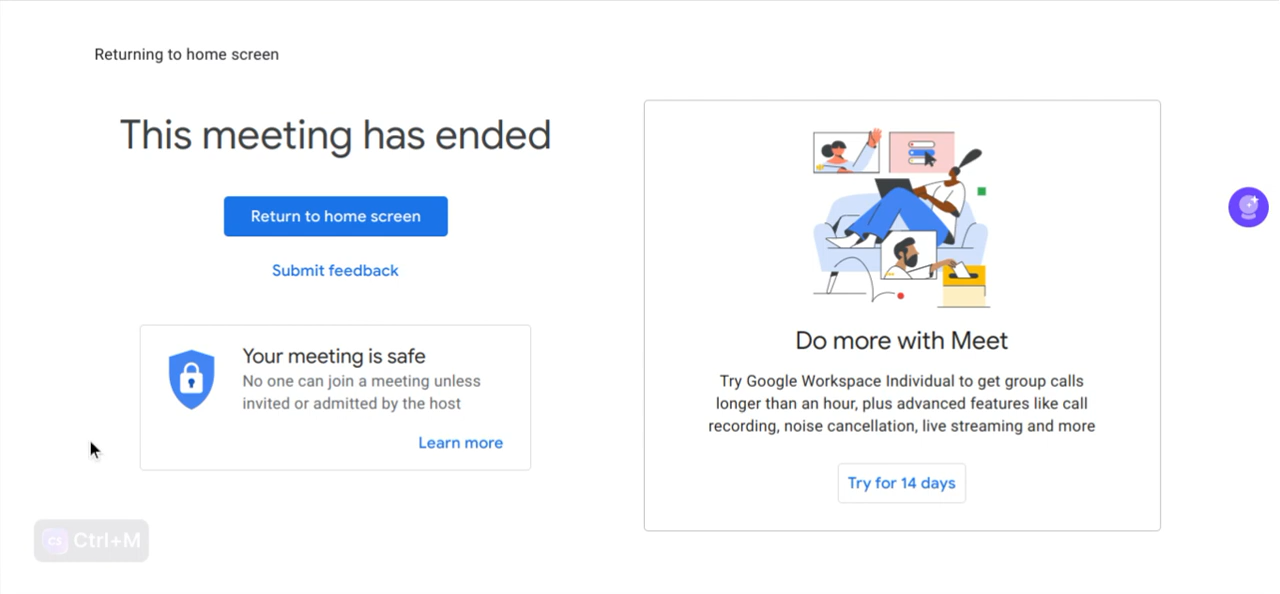 Returning to home screen
This meeting has ended
Return to home screen
Submit feedback
Your meeting is safe
No one can join a meeting unless
invited or admitted by the host
Learn more
Do more with Meet
Try Google Workspace Individual to get group calls
longer than an hour, plus advanced features like call
recording, noise cancellation, live streaming and more
Try for 14 days
cs Ctrl+M